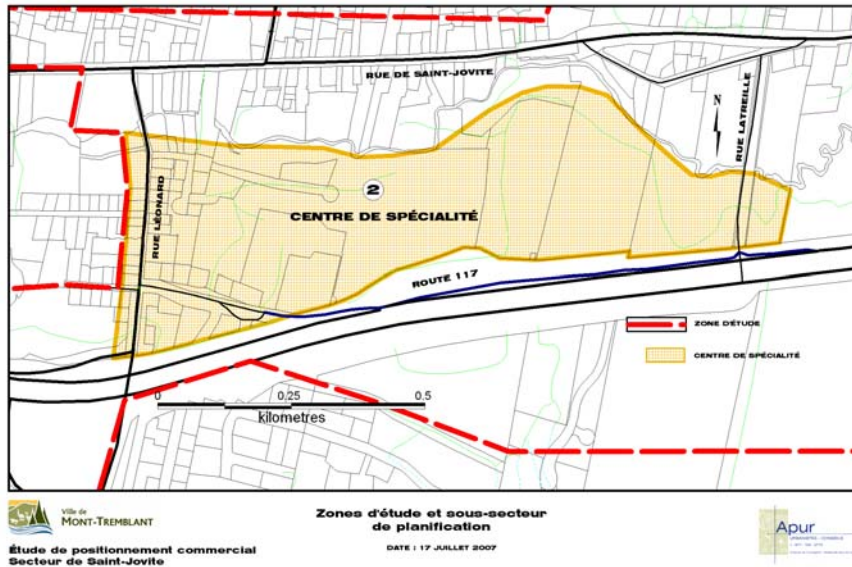 RUE DE SAINT-JOVITE
RUE LATREILLE
N
2
CENTRE DE SPÉCIALITÉ
RUE LÉONARD
ROUTE 117
ZONE D'ÉTUDE
CENTRE DE SPÉCIALITÉ
0 0,25 0.5
kilometres
Ville de
MONT-TREMBLANT
Étude de positionnement commercial
Secteur de Saint-Jovite
Zones d'étude et sous-secteur
de planification
DATE : 17 JUILLET 2007
Apur